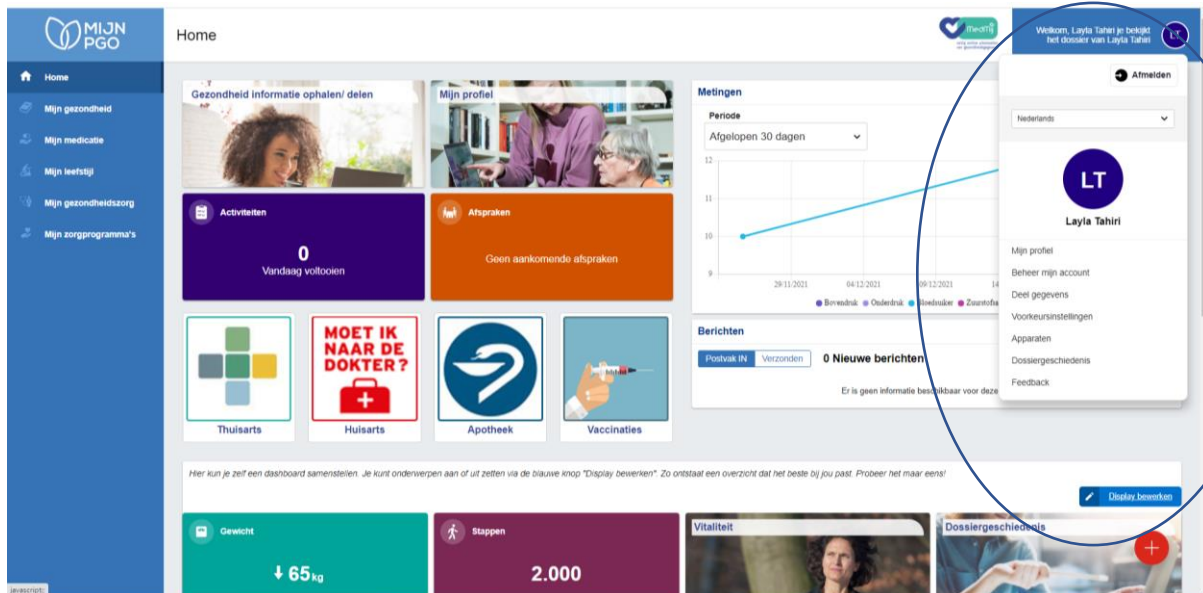 MIJN
PGO
Home
medmij
Welkom, Layla Tahiri je bekijkt
het dossier van Layla Tahiri
LT
Home
Mijn gezondheid
Mijn medicatie
Mijn leefstijl
Mijn gezondheidszorg
Mijn zorgprogramma's
Gezondheid informatie ophalen/ delen
Mijn profiel
Activiteiten
0
Vandaag voltooien
Afspraken
Geen aankomende afspraken
Thuisarts
MOET IK
NAAR DE
DOKTER?
Huisarts
Apotheek
Vaccinaties
Metingen
Periode
Afgelopen 30 dagen
12
11
10
9
29/11/2021 04/12/2021 09/12/2021 14
Bovendruk Onderdruk Bloedsuiker
Berichten
Postvak IN Verzonden 0 Nieuwe berichten
Er is geen informatie beschikbaar voor deze
Afmelden
Nederlands
LT
Layla Tahiri
Mijn profiel
Beheer mijn account
Deel gegevens
Voorkeursinstellingen
Apparaten
Dossiergeschiedenis
Feedback
Hier kun je zelf een dashboard samenstellen. Je kunt onderwerpen aan of uit zetten via de blauwe knop "Display bewerken". Zo ontstaat een overzicht dat het beste bij jou past. Probeer het maar eens!
Display bewerken
Gewicht
65 kg
Stappen
2.000
Vitaliteit
Dossiergeschiedenis
javascript: